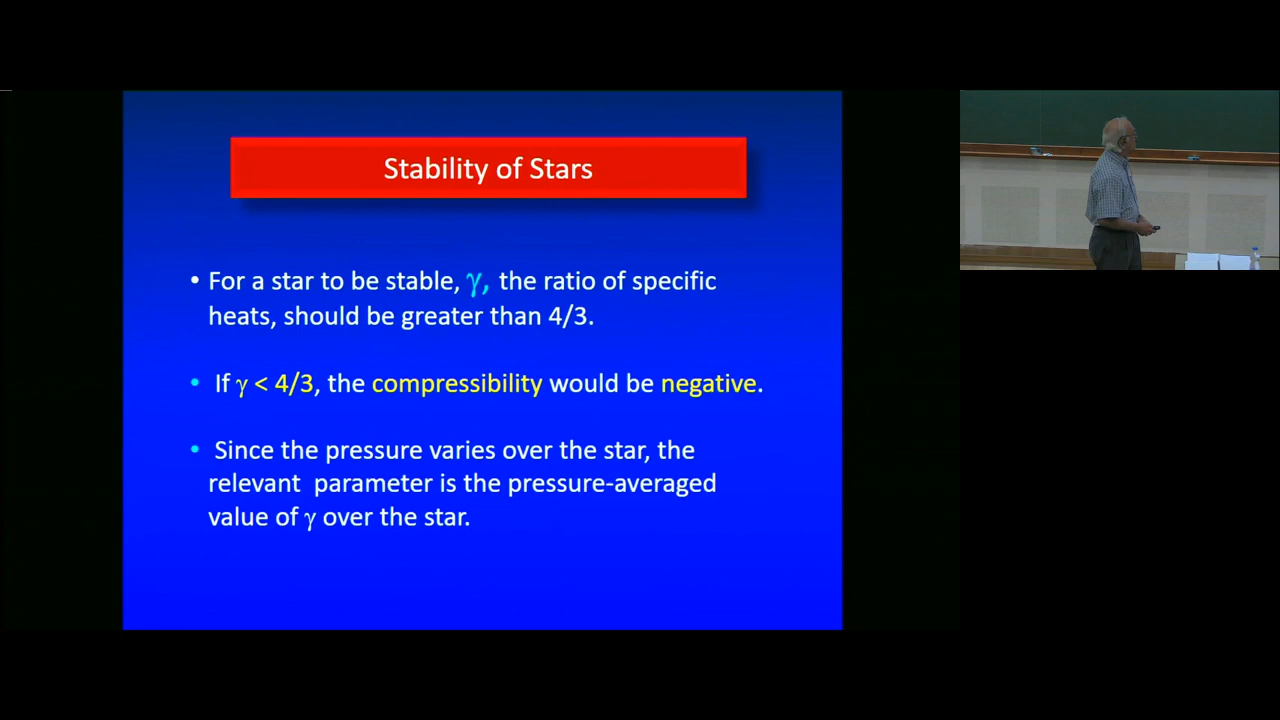 Stability of Stars
• For a star to be stable, γ, the ratio of specific
heats, should be greater than 4/3.
• If γ < 4/3, the compressibility would be negative.
• Since the pressure varies over the star, the
relevant parameter is the pressure-averaged
value of γ over the star.